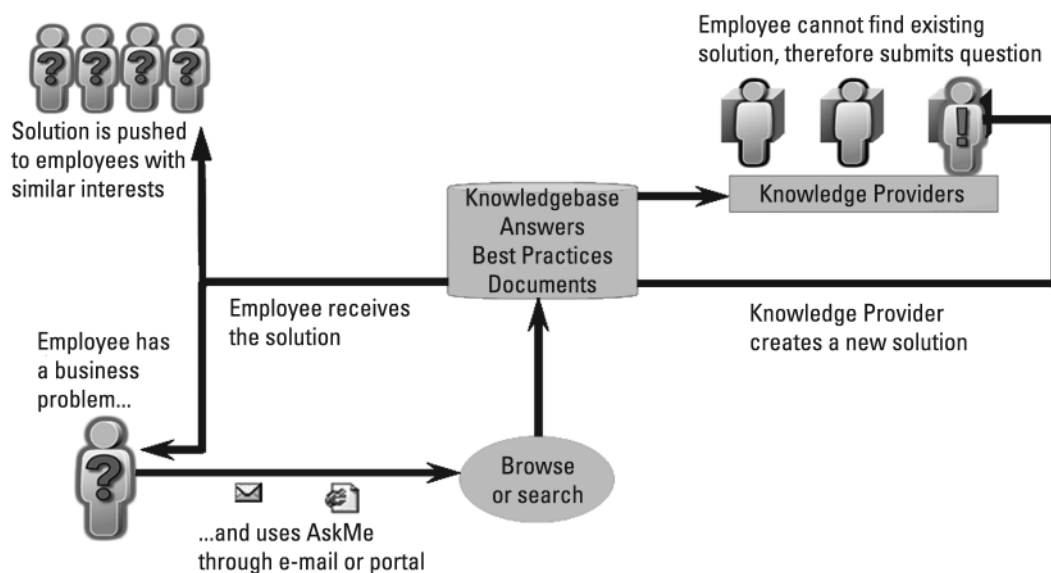 Employee cannot find existing
solution, therefore submits question
?
?
?
?
Solution is pushed
to employees with
similar interests
!
Knowledge Providers
Knowledgebase
Answers
Best Practices
Documents
Employee receives
the solution
Knowledge Provider
creates a new solution
Employee has
a business
problem...
?
Browse
or search
...and uses AskMe
through e-mail or portal